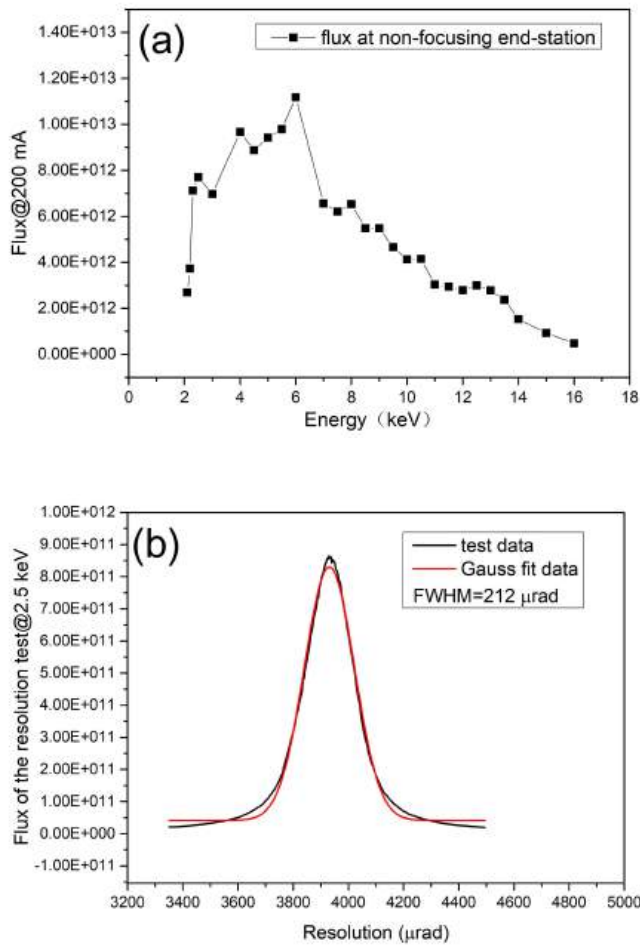 (a)
flux at non-focusing end-station
Flux@200 mA
1.40E+013
1.20E+013
1.00E+013
8.00E+012
6.00E+012
4.00E+012
2.00E+012
0.00E+000
0 2 4 6 8 10 12 14 16 18
Energy（keV）
(b)
test data
Gauss fit data
FWHM=212 μrad
Flux of the resolution test@2.5 keV
1.00E+012
9.00E+011
8.00E+011
7.00E+011
6.00E+011
5.00E+011
4.00E+011
3.00E+011
2.00E+011
1.00E+011
0.00E+000
-1.00E+011
3200 3400 3600 3800 4000 4200 4400 4600 4800 5000
Resolution (μrad)